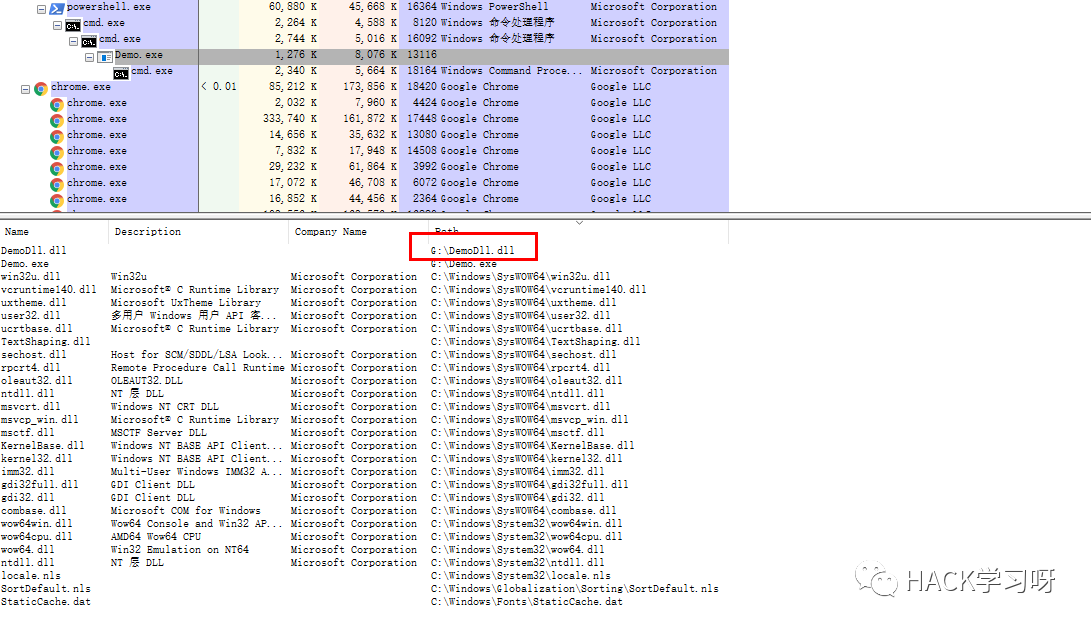 powershell.exe 60,880 K 45,668 K 16364 Windows PowerShell Microsoft Corporation
cmd.exe 2,264 K 4,588 K 8120 Windows 命令处理程序 Microsoft Corporation
cmd.exe 2,744 K 5,016 K 16092 Windows 命令处理程序 Microsoft Corporation
Demo.exe 1,276 K 8,076 K 13116
cmd.exe 2,340 K 5,664 K 18164 Windows Command Proce... Microsoft Corporation
chrome.exe < 0.01 85,212 K 173,856 K 18420 Google Chrome Google LLC
chrome.exe 2,032 K 7,960 K 4424 Google Chrome Google LLC
chrome.exe 333,740 K 161,872 K 17448 Google Chrome Google LLC
chrome.exe 14,656 K 35,632 K 13080 Google Chrome Google LLC
chrome.exe 7,832 K 17,948 K 14508 Google Chrome Google LLC
chrome.exe 29,232 K 61,864 K 3992 Google Chrome Google LLC
chrome.exe 17,072 K 46,708 K 6072 Google Chrome Google LLC
chrome.exe 16,852 K 44,456 K 2364 Google Chrome Google LLC
Name Description Company Name Path
DemoDll.dll G:\DemoDll.dll
Demo.exe G:\Demo.exe
win32u.dll Win32u Microsoft Corporation C:\Windows\SysWOW64\win32u.dll
vcruntime140.dll Microsoft® C Runtime Library Microsoft Corporation C:\Windows\SysWOW64\vcruntime140.dll
uxtheme.dll Microsoft UxTheme Library Microsoft Corporation C:\Windows\SysWOW64\uxtheme.dll
user32.dll 多用户 Windows 用户 API 客... Microsoft Corporation C:\Windows\SysWOW64\user32.dll
ucrtbase.dll Microsoft® C Runtime Library Microsoft Corporation C:\Windows\SysWOW64\ucrtbase.dll
TextShaping.dll C:\Windows\SysWOW64\TextShaping.dll
sechost.dll Host for SCM/SDDL/LSA Look... Microsoft Corporation C:\Windows\SysWOW64\sechost.dll
rpcrt4.dll Remote Procedure Call Runtime Microsoft Corporation C:\Windows\SysWOW64\rpcrt4.dll
oleaut32.dll OLEAUT32.DLL Microsoft Corporation C:\Windows\SysWOW64\oleaut32.dll
ntdll.dll NT 层 DLL Microsoft Corporation C:\Windows\SysWOW64\ntdll.dll
msvcrt.dll Windows NT CRT DLL Microsoft Corporation C:\Windows\SysWOW64\msvcrt.dll
msvcp_win.dll Microsoft® C Runtime Library Microsoft Corporation C:\Windows\SysWOW64\msvcp_win.dll
msctf.dll MSCTF Server DLL Microsoft Corporation C:\Windows\SysWOW64\msctf.dll
KernelBase.dll Windows NT BASE API Client... Microsoft Corporation C:\Windows\SysWOW64\KernelBase.dll
kernel32.dll Windows NT BASE API Client... Microsoft Corporation C:\Windows\SysWOW64\kernel32.dll
imm32.dll Multi-User Windows IMM32 A... Microsoft Corporation C:\Windows\SysWOW64\imm32.dll
gdi32full.dll GDI Client DLL Microsoft Corporation C:\Windows\SysWOW64\gdi32full.dll
gdi32.dll GDI Client DLL Microsoft Corporation C:\Windows\SysWOW64\gdi32.dll
combase.dll Microsoft COM for Windows Microsoft Corporation C:\Windows\SysWOW64\combase.dll
wow64win.dll Wow64 Console and Win32 AP... Microsoft Corporation C:\Windows\System32\wow64win.dll
wow64cpu.dll AMD64 Wow64 CPU Microsoft Corporation C:\Windows\System32\wow64cpu.dll
wow64.dll Win32 Emulation on NT64 Microsoft Corporation C:\Windows\System32\wow64.dll
ntdll.dll NT 层 DLL Microsoft Corporation C:\Windows\System32\ntdll.dll
locale.nls C:\Windows\System32\locale.nls
SortDefault.nls C:\Windows\Globalization\Sorting\SortDefault.nls
StaticCache.dat C:\Windows\Fonts\StaticCache.dat
HACK学习呀